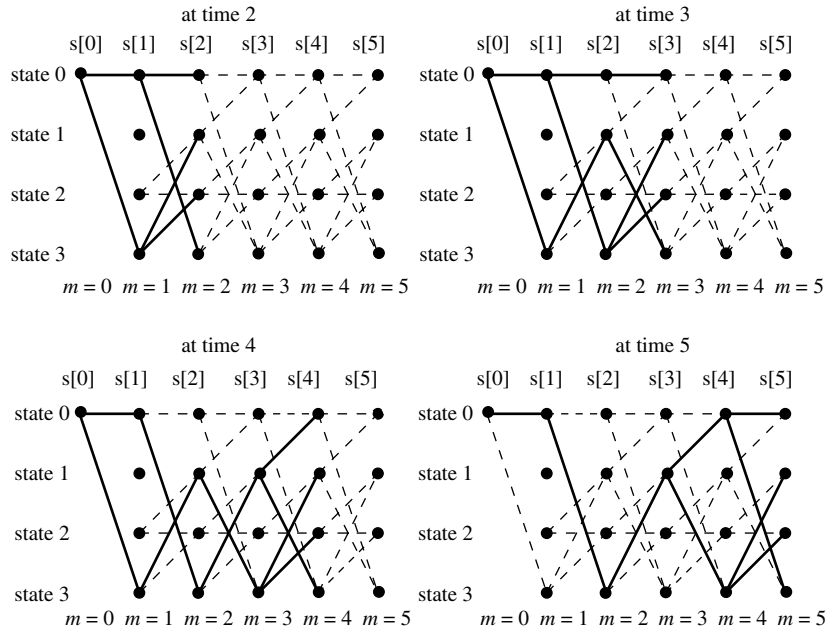 at time 2
s[0] s[1] s[2] s[3] s[4] s[5]
state 0
state 1
state 2
state 3
m = 0 m = 1 m = 2 m = 3 m = 4 m = 5
at time 3
s[0] s[1] s[2] s[3] s[4] s[5]
state 0
state 1
state 2
state 3
m = 0 m = 1 m = 2 m = 3 m = 4 m = 5
at time 4
s[0] s[1] s[2] s[3] s[4] s[5]
state 0
state 1
state 2
state 3
m = 0 m = 1 m = 2 m = 3 m = 4 m = 5
at time 5
s[0] s[1] s[2] s[3] s[4] s[5]
state 0
state 1
state 2
state 3
m = 0 m = 1 m = 2 m = 3 m = 4 m = 5